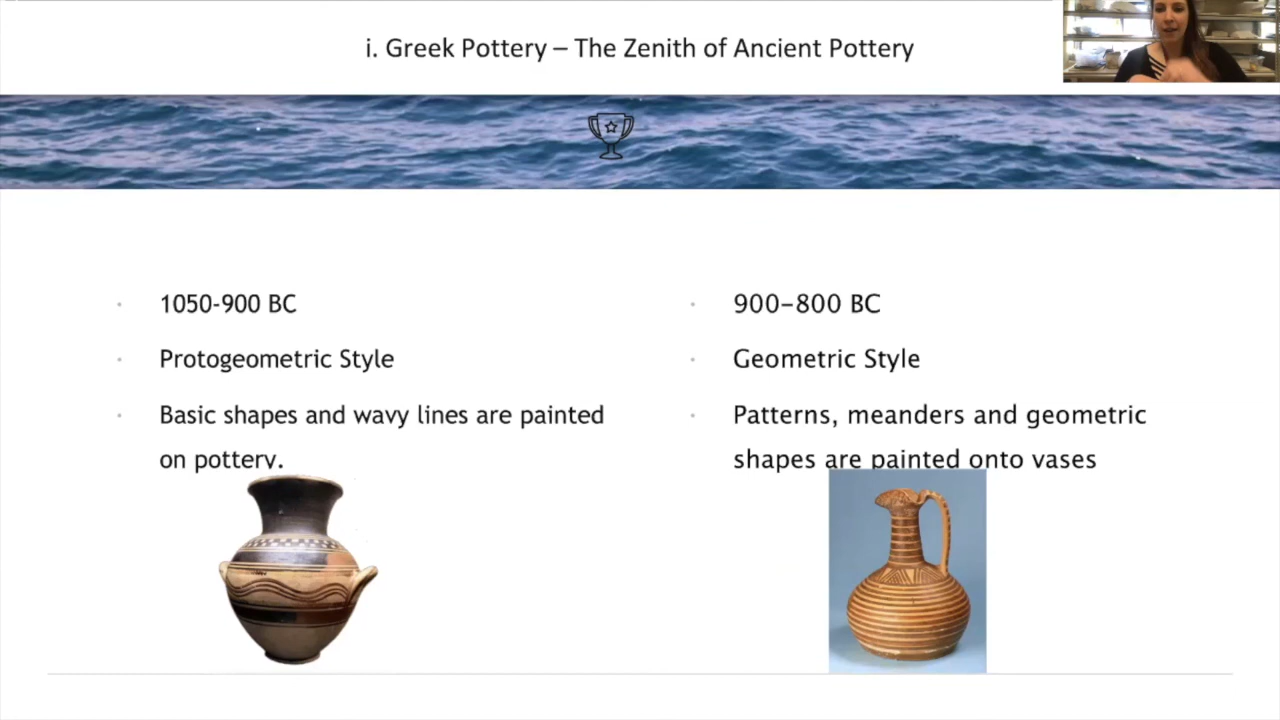 i. Greek Pottery – The Zenith of Ancient Pottery
1050-900 BC
Protogeometric Style
Basic shapes and wavy lines are painted
on pottery.
900–800 BC
Geometric Style
Patterns, meanders and geometric
shapes are painted onto vases